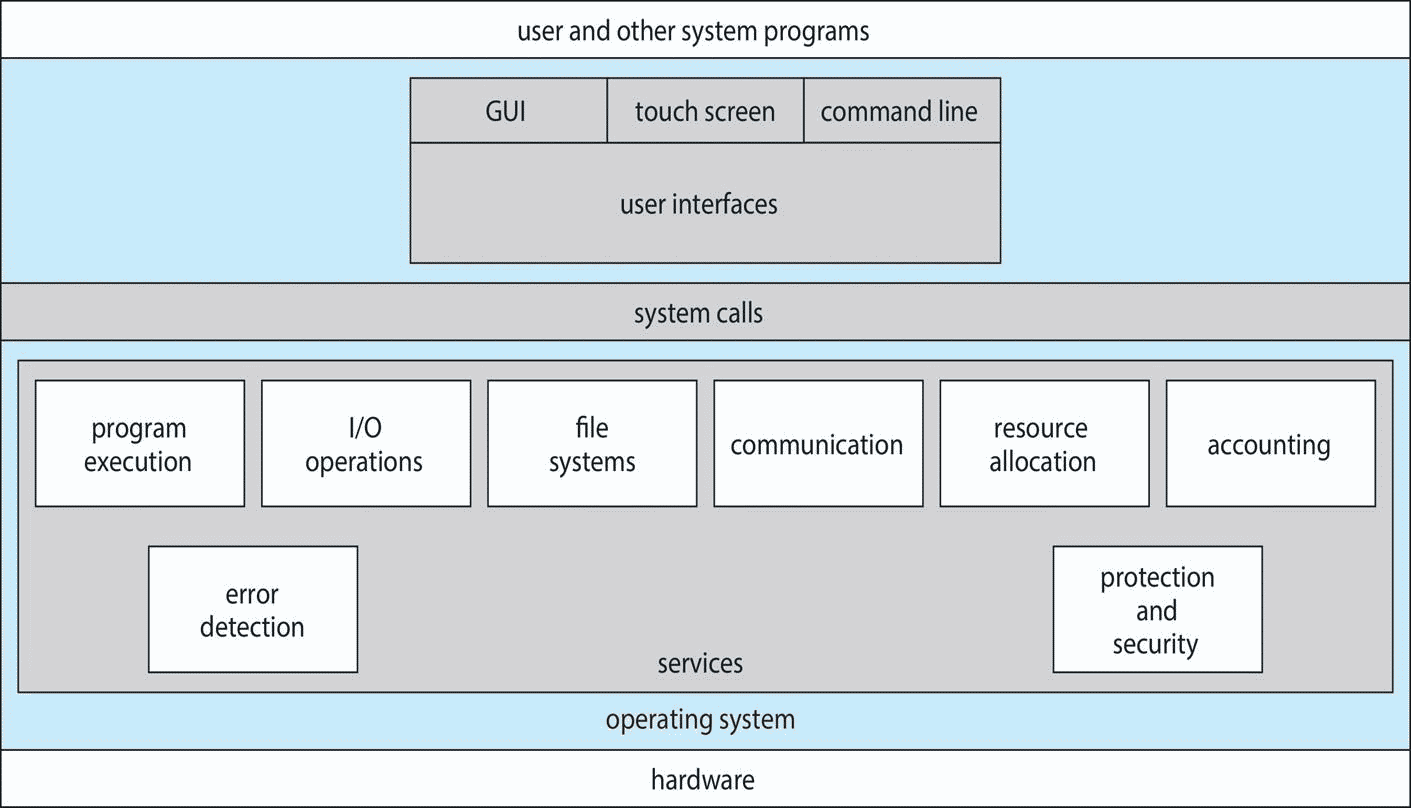 user and other system programs
GUI
touch screen
command line
user interfaces
system calls
program
execution
I/O
operations
file
systems
communication
resource
allocation
accounting
error
detection
protection
and
security
services
operating system
hardware